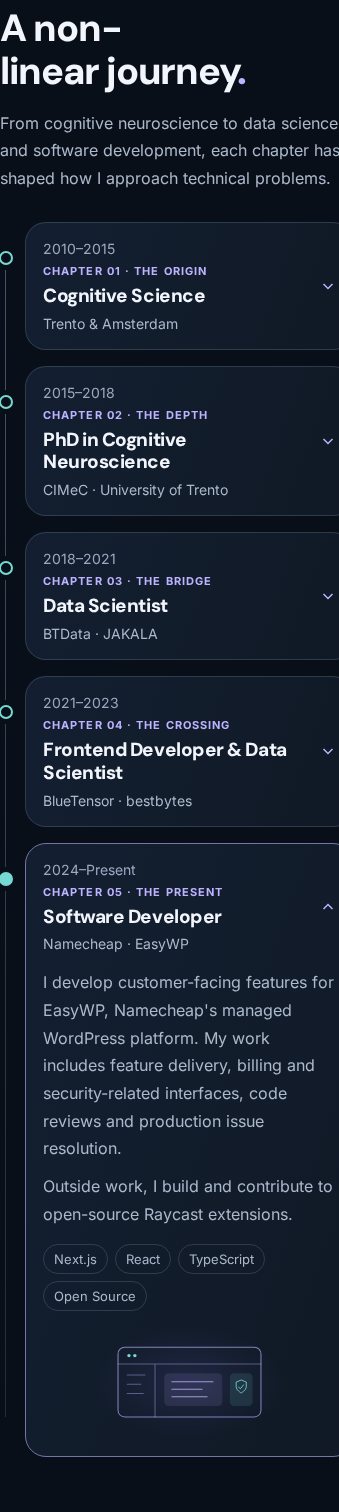 A non-
linear journey.
From cognitive neuroscience to data science
and software development, each chapter has
shaped how I approach technical problems.
2010–2015
CHAPTER 01 · THE ORIGIN
Cognitive Science
Trento & Amsterdam
2015–2018
CHAPTER 02 · THE DEPTH
PhD in Cognitive
Neuroscience
CIMeC · University of Trento
2018–2021
CHAPTER 03 · THE BRIDGE
Data Scientist
BTData · JAKALA
2021–2023
CHAPTER 04 · THE CROSSING
Frontend Developer & Data
Scientist
BlueTensor · bestbytes
2024–Present
CHAPTER 05 · THE PRESENT
Software Developer
Namecheap · EasyWP
I develop customer-facing features for
EasyWP, Namecheap's managed
WordPress platform. My work
includes feature delivery, billing and
security-related interfaces, code
reviews and production issue
resolution.
Outside work, I build and contribute to
open-source Raycast extensions.
Next.js React TypeScript
Open Source